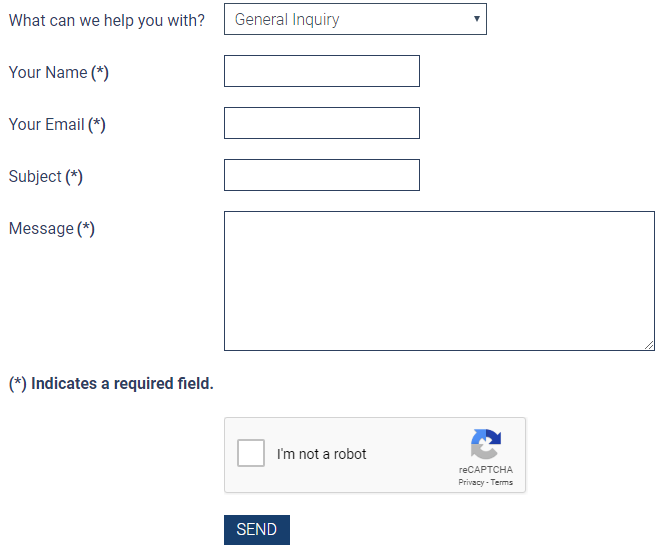 What can we help you with? General Inquiry
Your Name (*)
Your Email (*)
Subject (*)
Message (*)
(*) Indicates a required field.
I'm not a robot
reCAPTCHA
Privacy - Terms
SEND